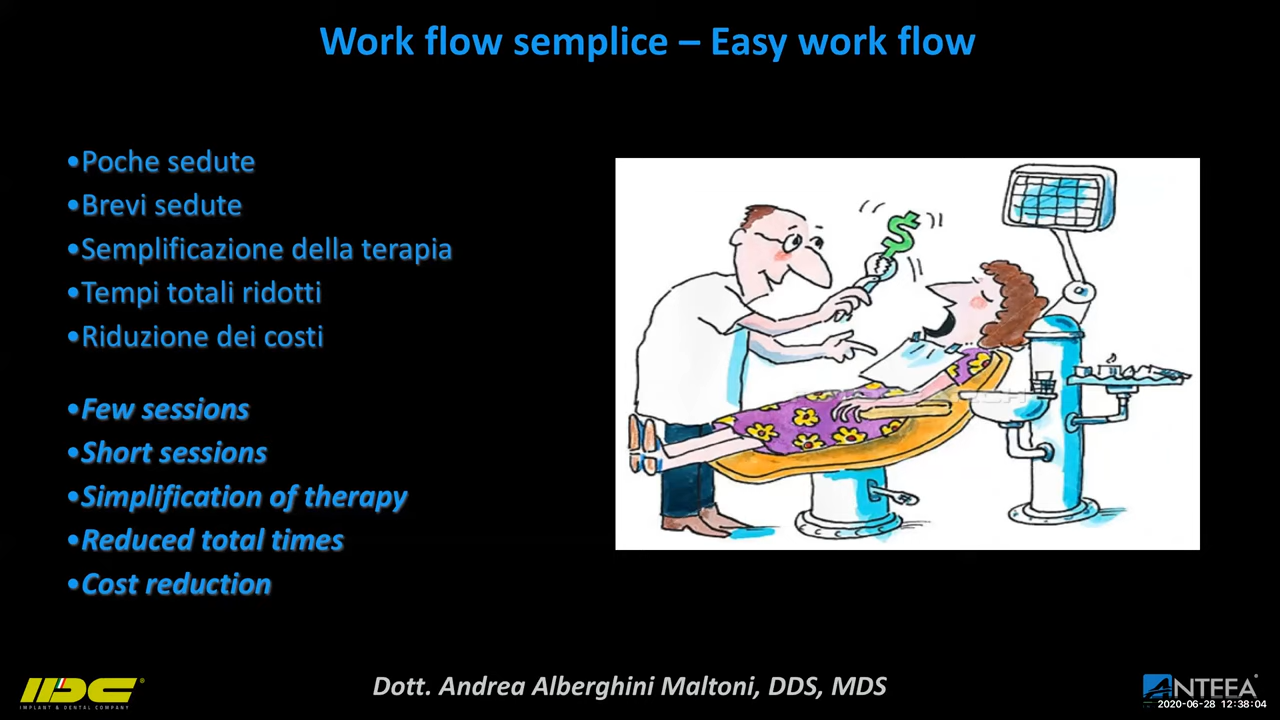 Work flow semplice – Easy work flow
•Poche sedute
•Brevi sedute
•Semplificazione della terapia
•Tempi totali ridotti
•Riduzione dei costi
•Few sessions
•Short sessions
•Simplification of therapy
•Reduced total times
•Cost reduction
$
IDC®
IMPLANT & DENTAL COMPANY
Dott. Andrea Alberghini Maltoni, DDS, MDS
ANTEEA
2020-06-28 12:38:04